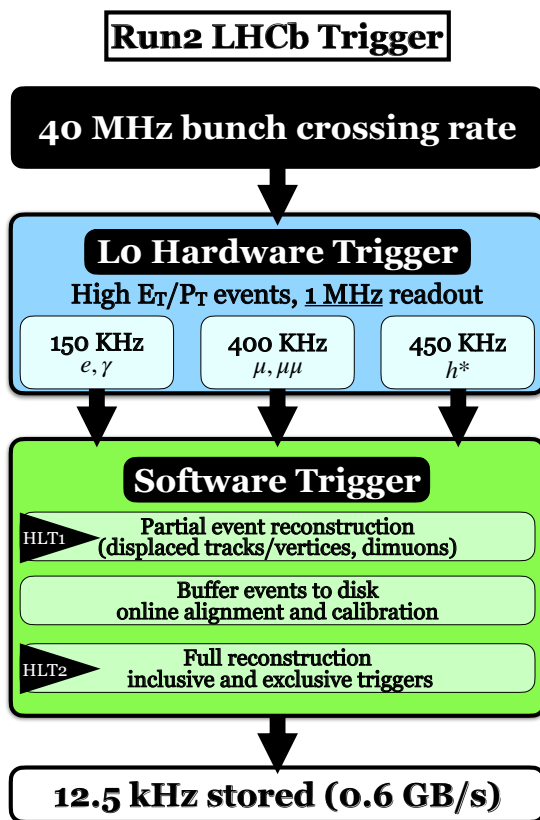 Run2 LHCb Trigger
40 MHz bunch crossing rate
L0 Hardware Trigger
High ET/PT events, 1 MHz readout
150 KHz
e, γ
400 KHz
μ, μμ
450 KHz
h*
Software Trigger
HLT1
Partial event reconstruction
(displaced tracks/vertices, dimuons)
Buffer events to disk
online alignment and calibration
HLT2
Full reconstruction
inclusive and exclusive triggers
12.5 kHz stored (0.6 GB/s)